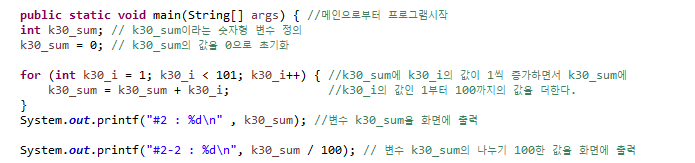 public static void main(String[] args) { //메인으로부터 프로그램시작
int k30_sum; // k30_sum이라는 숫자형 변수 정의
k30_sum = 0; // k30_sum의 값을 0으로 초기화
for (int k30_i = 1; k30_i < 101; k30_i++) { //k30_sum에 k30_i의 값이 1씩 증가하면서 k30_sum에
k30_sum = k30_sum + k30_i; //k30_i의 값인 1부터 100까지의 값을 더한다.
}
System.out.printf("#2 : %d\n" , k30_sum); //변수 k30_sum을 화면에 출력
System.out.printf("#2-2 : %d\n", k30_sum / 100); // 변수 k30_sum의 나누기 100한 값을 화면에 출력